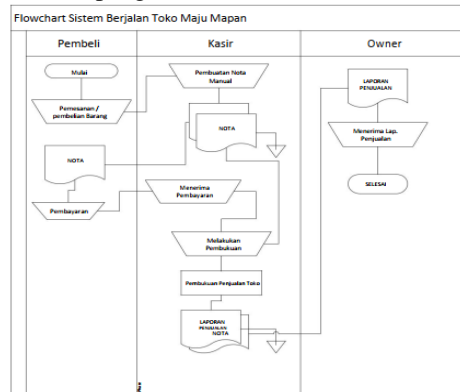 Flowchart Sistem Berjalan Toko Maju Mapan
Pembeli
Kasir
Owner
Mulai
Pemesanan /
pembelian Barang
NOTA
Pembayaran
Pembuatan Nota
Manual
NOTA
Menerima
Pembayaran
Melakukan
Pembukuan
Pembukuan Penjualan Toko
LAPORAN
PENJUALAN
NOTA
LAPORAN
PENJUALAN
Menerima Lap.
Penjualan
SELESAI